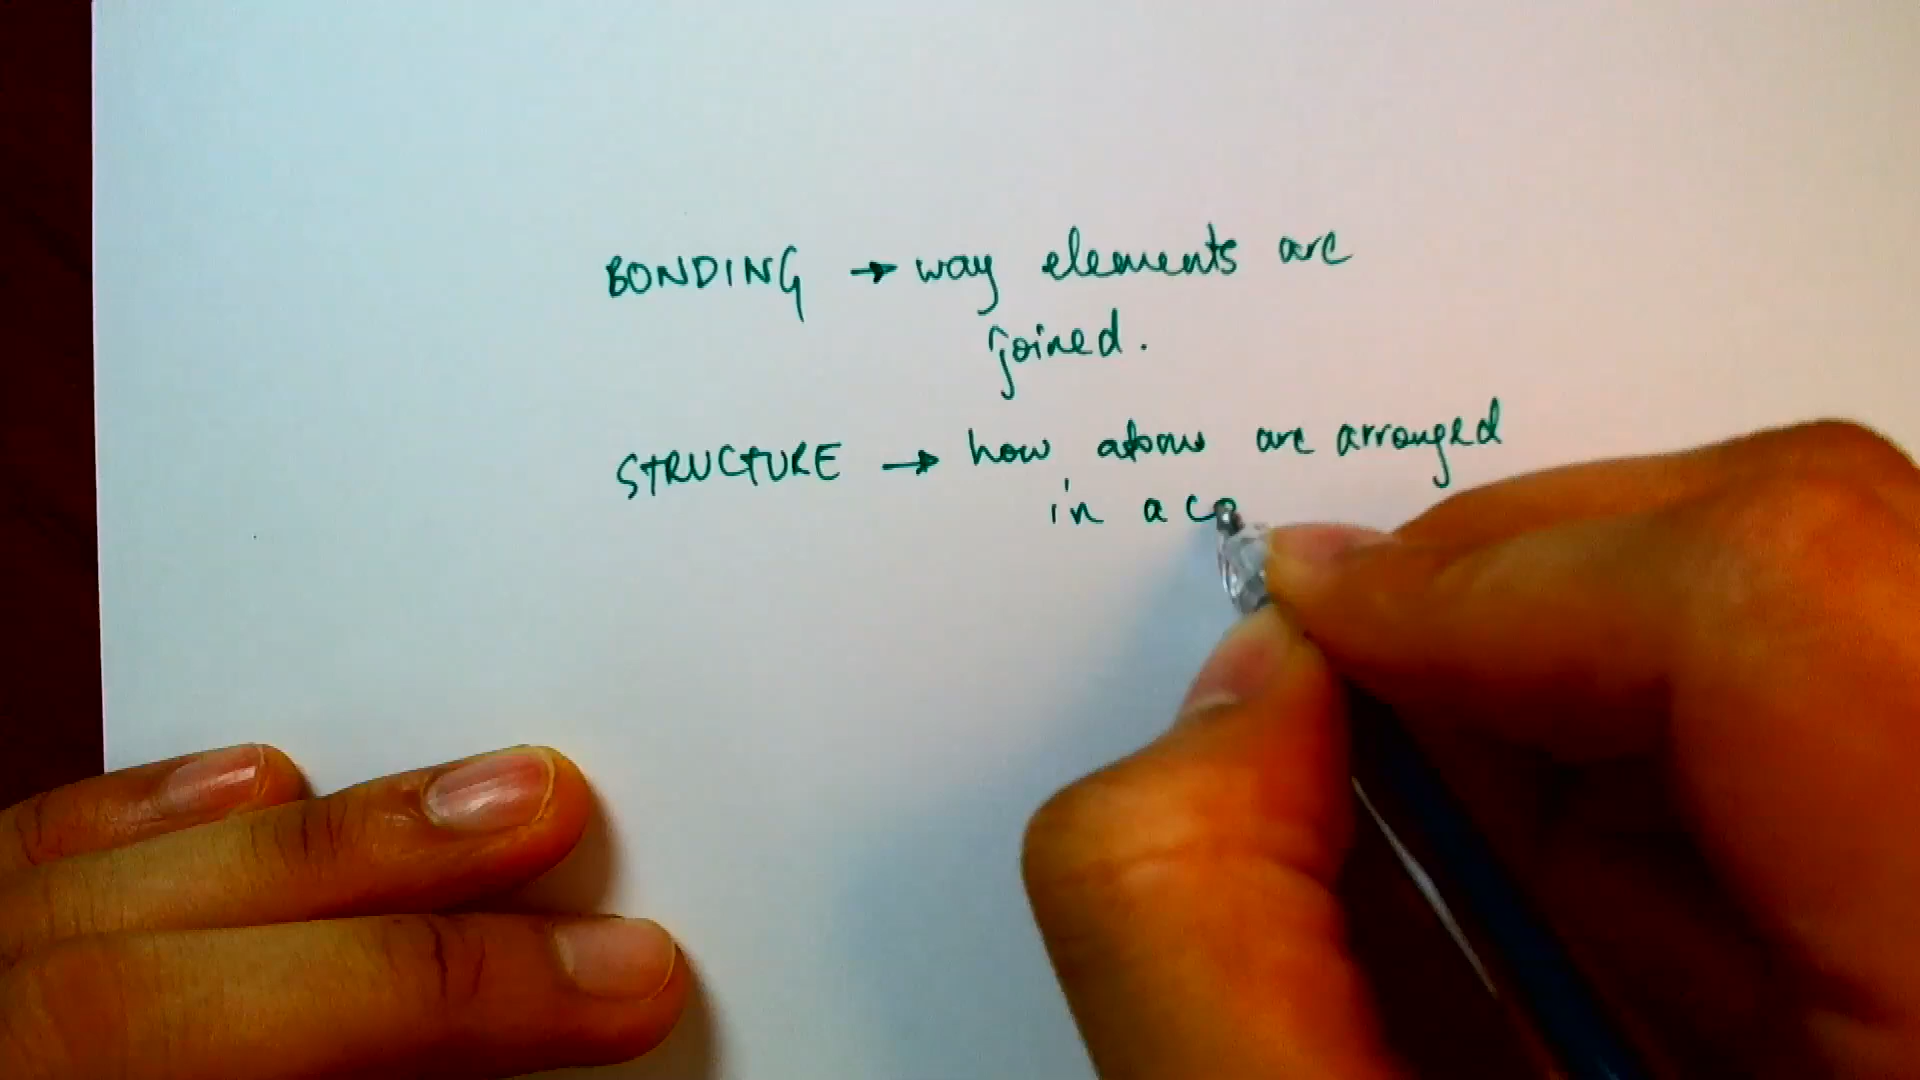 BONDING → way elements are
joined.
STRUCTURE → how atoms are arranged
in a co